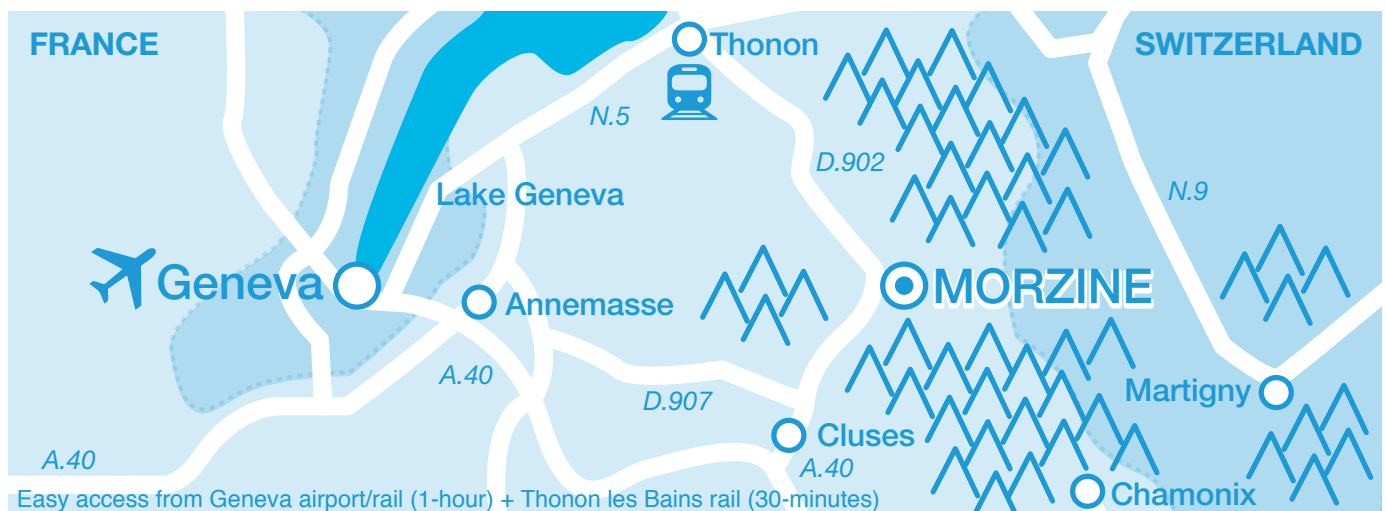 FRANCE
SWITZERLAND
Thonon
N.5
D.902
Lake Geneva
N.9
Geneva
MORZINE
Annemasse
A.40
D.907
Martigny
Cluses
A.40
A.40
Chamonix
Easy access from Geneva airport/rail (1-hour) + Thonon les Bains rail (30-minutes)